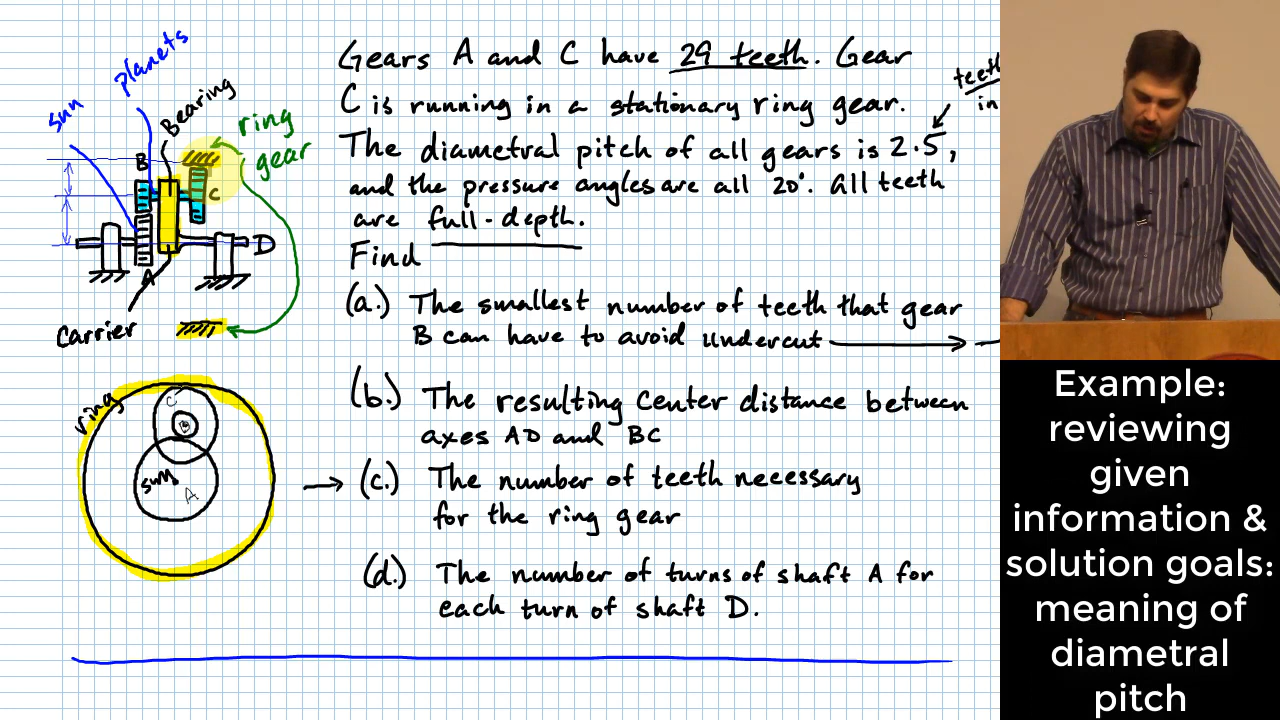 planets
sun
Bearing
ring
gear
B
C
A
D
Carrier
ring
C
B
sun
A
Gears A and C have 29 teeth. Gear
C is running in a stationary ring gear.
The diametral pitch of all gears is 2.5,
and the pressure angles are all 20°. All teeth
are full-depth.
teeth
in
Find
(a.) The smallest number of teeth that gear
B can have to avoid undercut
(b.) The resulting center distance between
axes AD and BC
(c.) The number of teeth necessary
for the ring gear
(d.) The number of turns of shaft A for
each turn of shaft D.
Example:
reviewing
given
information &
solution goals:
meaning of
diametral
pitch